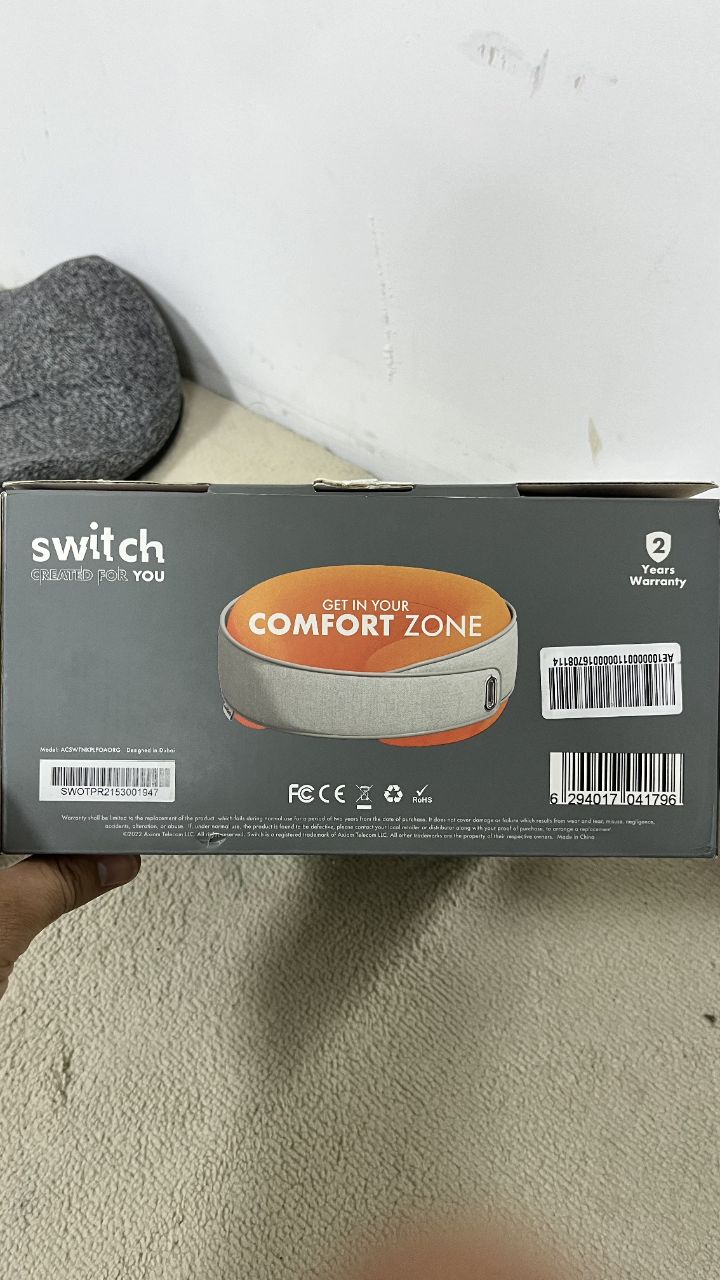 switch
CREATED FOR YOU
2
Years
Warranty
GET IN YOUR
COMFORT ZONE
AE10000000110000016708114
Model: ACSWTNKPLFOAORG Designed in Dubai
SWOTPR2153001947
FC CE
RoHS
6 294017 041796
Warranty shall be limited to the replacement of the product, which fails during normal use for a period of two years from the date of purchase. It does not cover damage or failure which results from wear and tear, misuse, negligence,
accidents, alteration, or abuse. If, under normal use, the product is found to be defective, please contact your local retailer or distributor along with your proof of purchase, to arrange a replacement.
©2022 Axiom Telecom LLC. All right reserved. Switch is a registered trademark of Axiom Telecom LLC. All other trademarks are the property of their respective owners. Made in China